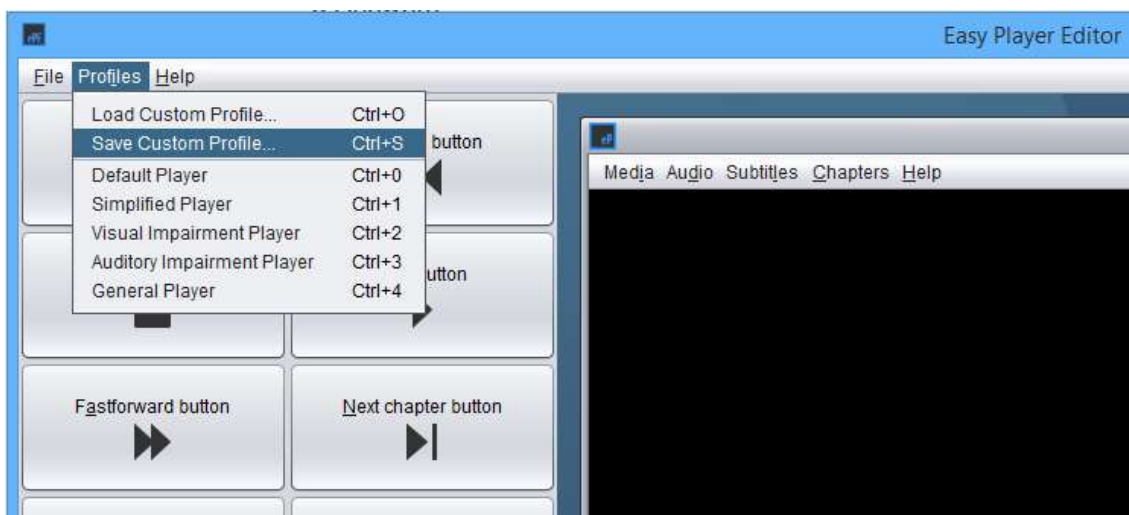 Easy Player Editor
File Profiles Help
Load Custom Profile... Ctrl+O
Save Custom Profile... Ctrl+S
Default Player Ctrl+0
Simplified Player Ctrl+1
Visual Impairment Player Ctrl+2
Auditory Impairment Player Ctrl+3
General Player Ctrl+4
button
Fastforward button
Next chapter button
Media Audio Subtitles Chapters Help